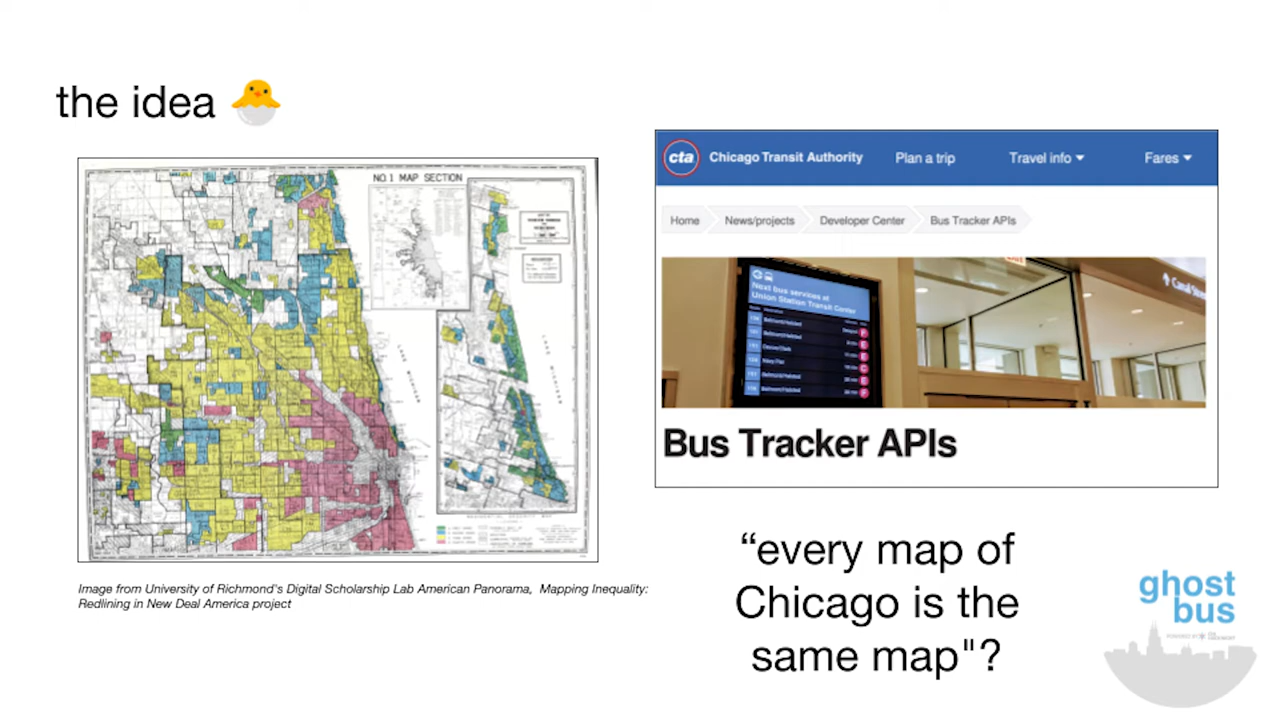 the idea 🐣
NO.1 MAP SECTION
Image from University of Richmond's Digital Scholarship Lab American Panorama, Mapping Inequality:
Redlining in New Deal America project
cta Chicago Transit Authority Plan a trip Travel info Fares
Home News/projects Developer Center Bus Tracker APIs
Next bus services at
Union Station Transit Center
Bus Tracker APIs
“every map of
Chicago is the
same map"?
ghost
bus